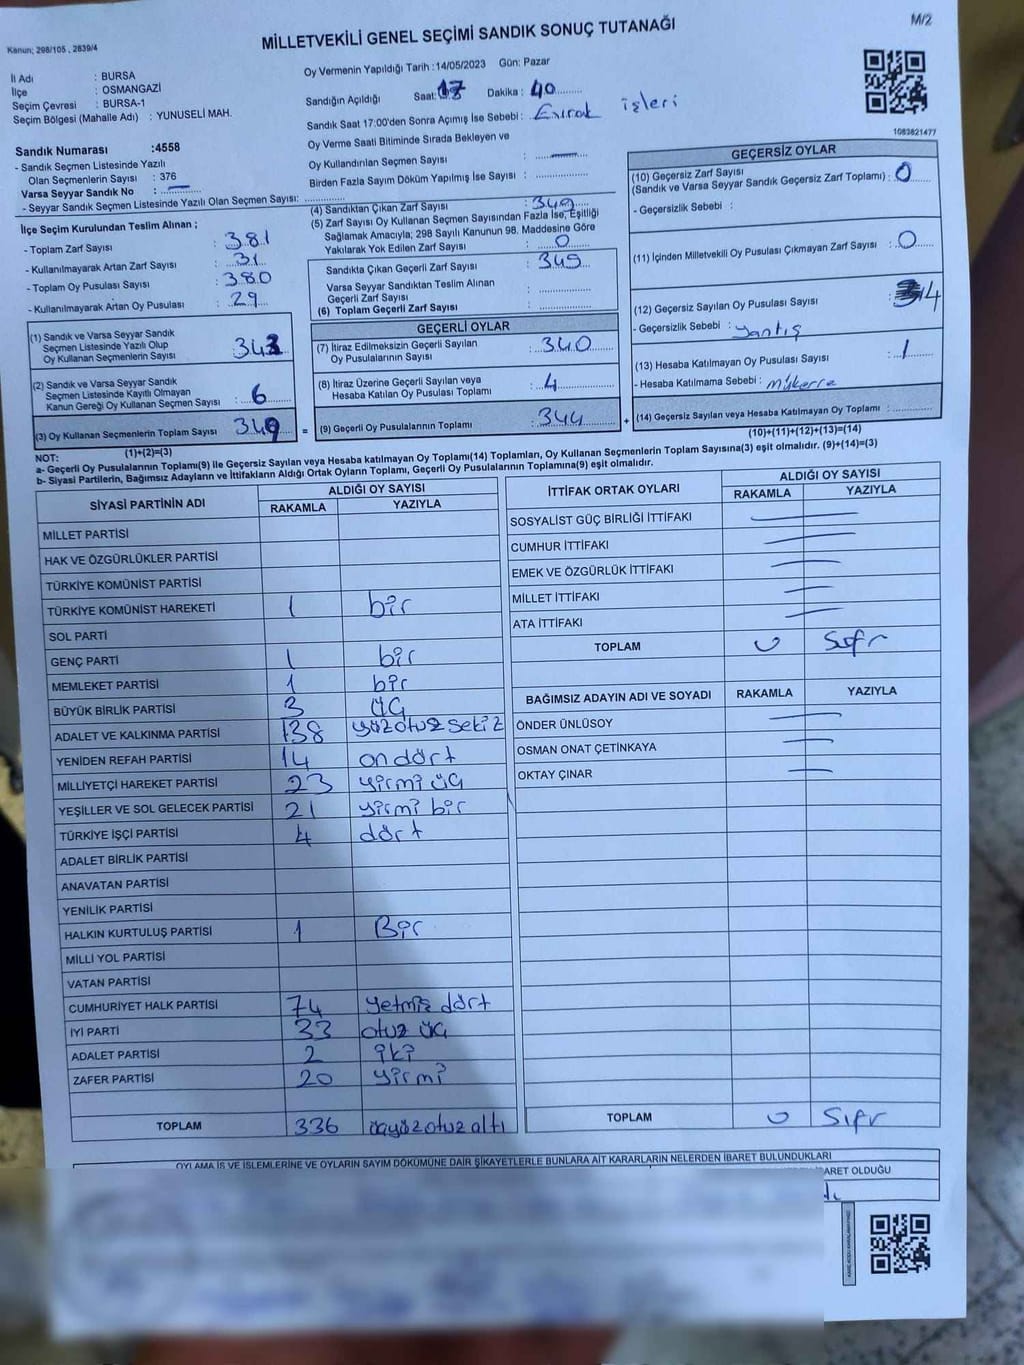 M/2
Kanun; 298/105 , 2839/4
MİLLETVEKİLİ GENEL SEÇİMİ SANDIK SONUÇ TUTANAĞI
İl Adı : BURSA
İlçe : OSMANGAZİ
Seçim Çevresi : BURSA-1
Seçim Bölgesi (Mahalle Adı) : YUNUSELİ MAH.
Oy Vermenin Yapıldığı Tarih :14/05/2023 Gün: Pazar
Sandığın Açıldığı Saat: 17 Dakika : 40
Sandık Saat 17:00'den Sonra Açımış İse Sebebi : Evrak işleri
Oy Verme Saati Bitiminde Sırada Bekleyen ve
Oy Kullandırılan Seçmen Sayısı : —
Birden Fazla Sayım Döküm Yapılmış İse Sayısı :
1083821477
Sandık Numarası :4558
- Sandık Seçmen Listesinde Yazılı
Olan Seçmenlerin Sayısı : 376
Varsa Seyyar Sandık No : —
- Seyyar Sandık Seçmen Listesinde Yazılı Olan Seçmen Sayısı:
İlçe Seçim Kurulundan Teslim Alınan ;
- Toplam Zarf Sayısı : 381
- Kullanılmayarak Artan Zarf Sayısı : 31
- Toplam Oy Pusulası Sayısı : 380
- Kullanılmayarak Artan Oy Pusulası : 29
(1) Sandık ve Varsa Seyyar Sandık
Seçmen Listesinde Yazılı Olup
Oy Kullanan Seçmenlerin Sayısı 343
(2) Sandık ve Varsa Seyyar Sandık
Seçmen Listesinde Kayıtlı Olmayan
Kanun Gereği Oy Kullanan Seçmen Sayısı : 6
(3) Oy Kullanan Seçmenlerin Toplam Sayısı 349
(1)+(2)=(3)
(4) Sandıktan Çıkan Zarf Sayısı : 349
(5) Zarf Sayısı Oy Kullanan Seçmen Sayısından Fazla İse, Eşitliği
Sağlamak Amacıyla; 298 Sayılı Kanunun 98. Maddesine Göre
Yakılarak Yok Edilen Zarf Sayısı : 0
Sandıkta Çıkan Geçerli Zarf Sayısı : 349
Varsa Seyyar Sandıktan Teslim Alınan
Geçerli Zarf Sayısı :
(6) Toplam Geçerli Zarf Sayısı :
GEÇERLİ OYLAR
(7) İtiraz Edilmeksizin Geçerli Sayılan
Oy Pusulalarının Sayısı : 340
(8) İtiraz Üzerine Geçerli Sayılan veya
Hesaba Katılan Oy Pusulası Toplamı : 4
= (9) Geçerli Oy Pusulalarının Toplamı : 344 +
GEÇERSİZ OYLAR
(10) Geçersiz Zarf Sayısı
(Sandık ve Varsa Seyyar Sandık Geçersiz Zarf Toplamı) : 0
- Geçersizlik Sebebi :
(11) İçinden Milletvekili Oy Pusulası Çıkmayan Zarf Sayısı : 0
(12) Geçersiz Sayılan Oy Pusulası Sayısı : 4
- Geçersizlik Sebebi : yanlış
(13) Hesaba Katılmayan Oy Pusulası Sayısı : 1
- Hesaba Katılmama Sebebi :
(14) Geçersiz Sayılan veya Hesaba Katılmayan Oy Toplamı :
(10)+(11)+(12)+(13)=(14)
NOT:
a- Geçerli Oy Pusulalarının Toplamı(9) İle Geçersiz Sayılan veya Hesaba katılmayan Oy Toplamı(14) Toplamları, Oy Kullanan Seçmenlerin Toplam Sayısına(3) eşit olmalıdır. (9)+(14)=(3)
b- Siyasi Partilerin, Bağımsız Adayların ve İttifakların Aldığı Ortak Oyların Toplamı, Geçerli Oy Pusulalarının Toplamına(9) eşit olmalıdır.
SİYASİ PARTİNİN ADI ALDIĞI OY SAYISI
RAKAMLA YAZIYLA
MİLLET PARTİSİ
HAK VE ÖZGÜRLÜKLER PARTİSİ
TÜRKİYE KOMÜNİST PARTİSİ
TÜRKİYE KOMÜNİST HAREKETİ 1 bir
SOL PARTİ
GENÇ PARTİ 1 bir
MEMLEKET PARTİSİ 1 bir
BÜYÜK BİRLİK PARTİSİ 3 üç
ADALET VE KALKINMA PARTİSİ 138 yüzotuz sekiz
YENİDEN REFAH PARTİSİ 14 on dört
MİLLİYETÇİ HAREKET PARTİSİ 23 yirmi üç
YEŞİLLER VE SOL GELECEK PARTİSİ 21 yirmi bir
TÜRKİYE İŞÇİ PARTİSİ 4 dört
ADALET BİRLİK PARTİSİ
ANAVATAN PARTİSİ
YENİLİK PARTİSİ
HALKIN KURTULUŞ PARTİSİ 1 Bir
MİLLİ YOL PARTİSİ
VATAN PARTİSİ
CUMHURİYET HALK PARTİSİ 74 yetmiş dört
İYİ PARTİ 33 otuz üç
ADALET PARTİSİ 2 iki
ZAFER PARTİSİ 20 yirmi
TOPLAM 336 üçyüzotuz altı
İTTİFAK ORTAK OYLARI ALDIĞI OY SAYISI
RAKAMLA YAZIYLA
SOSYALİST GÜÇ BİRLİĞİ İTTİFAKI
CUMHUR İTTİFAKI
EMEK VE ÖZGÜRLÜK İTTİFAKI
MİLLET İTTİFAKI
ATA İTTİFAKI
TOPLAM 0 Sıfır
BAĞIMSIZ ADAYIN ADI VE SOYADI RAKAMLA YAZIYLA
ÖNDER ÜNLÜSOY
OSMAN ONAT ÇETİNKAYA
OKTAY ÇINAR
TOPLAM 0 Sıfr
OYLAMA İŞ VE İŞLEMLERİNE VE OYLARIN SAYIM DÖKÜMÜNE DAİR ŞİKAYETLERLE BUNLARA AİT KARARLARIN NELERDEN İBARET BULUNDUKLARI
İBARET OLDUĞU